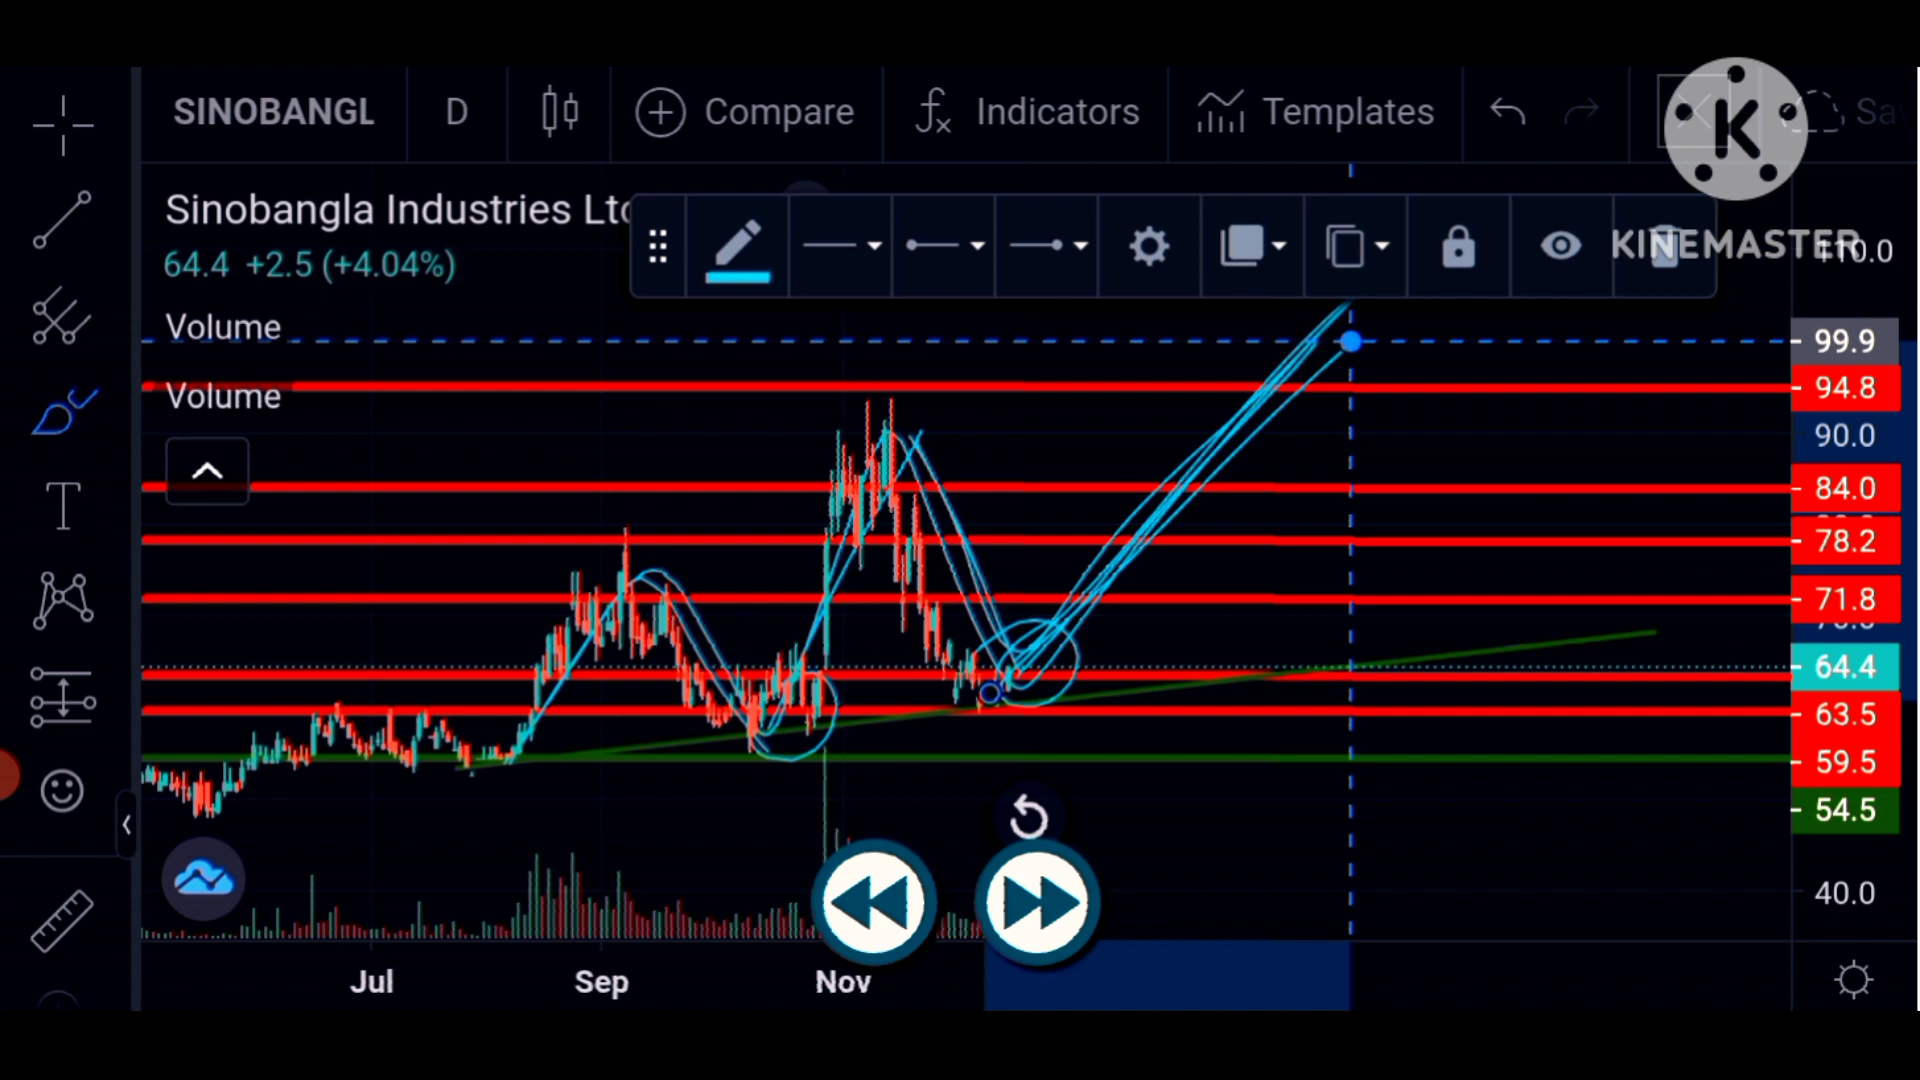 SINOBANGL D Compare Indicators Templates
K
KINEMASTER
Sinobangla Industries
64.4 +2.5 (+4.04%)
Volume
Volume
110.0
99.9
94.8
90.0
84.0
78.2
71.8
64.4
63.5
59.5
54.5
40.0
Jul Sep Nov